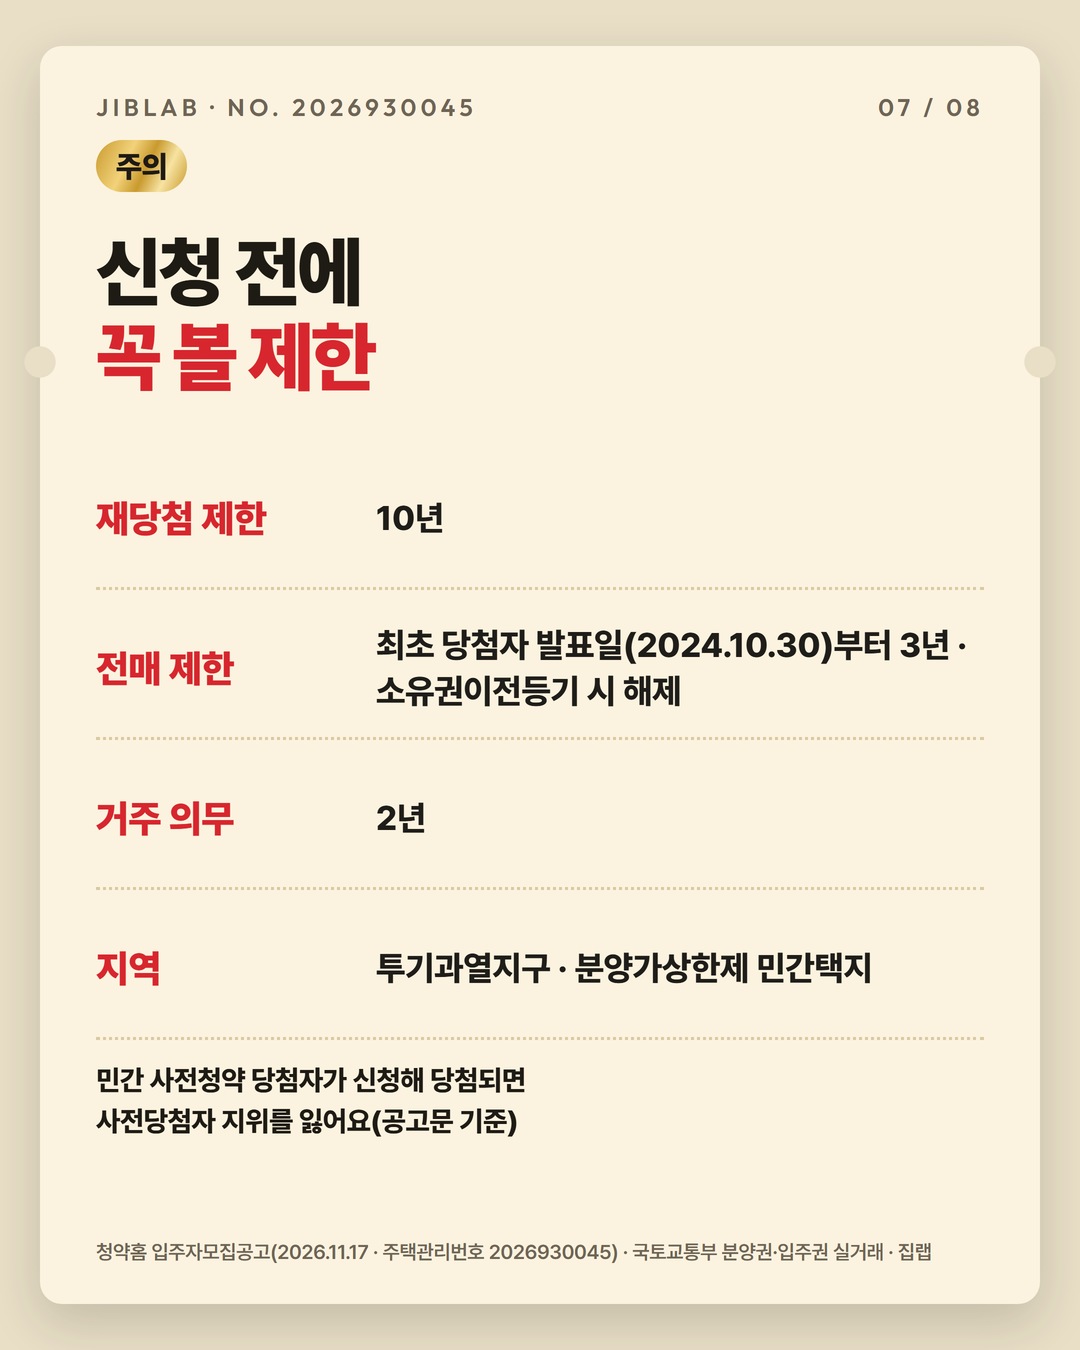 JIBLAB · NO. 2026930045
07 / 08
주의
신청 전에
꼭 볼 제한
재당첨 제한
10년
전매 제한
최초 당첨자 발표일(2024.10.30)부터 3년 ·
소유권이전등기 시 해제
거주 의무
2년
지역
투기과열지구 · 분양가상한제 민간택지
민간 사전청약 당첨자가 신청해 당첨되면
사전당첨자 지위를 잃어요(공고문 기준)
청약홈 입주자모집공고(2026.11.17 · 주택관리번호 2026930045) · 국토교통부 분양권·입주권 실거래 · 집랩